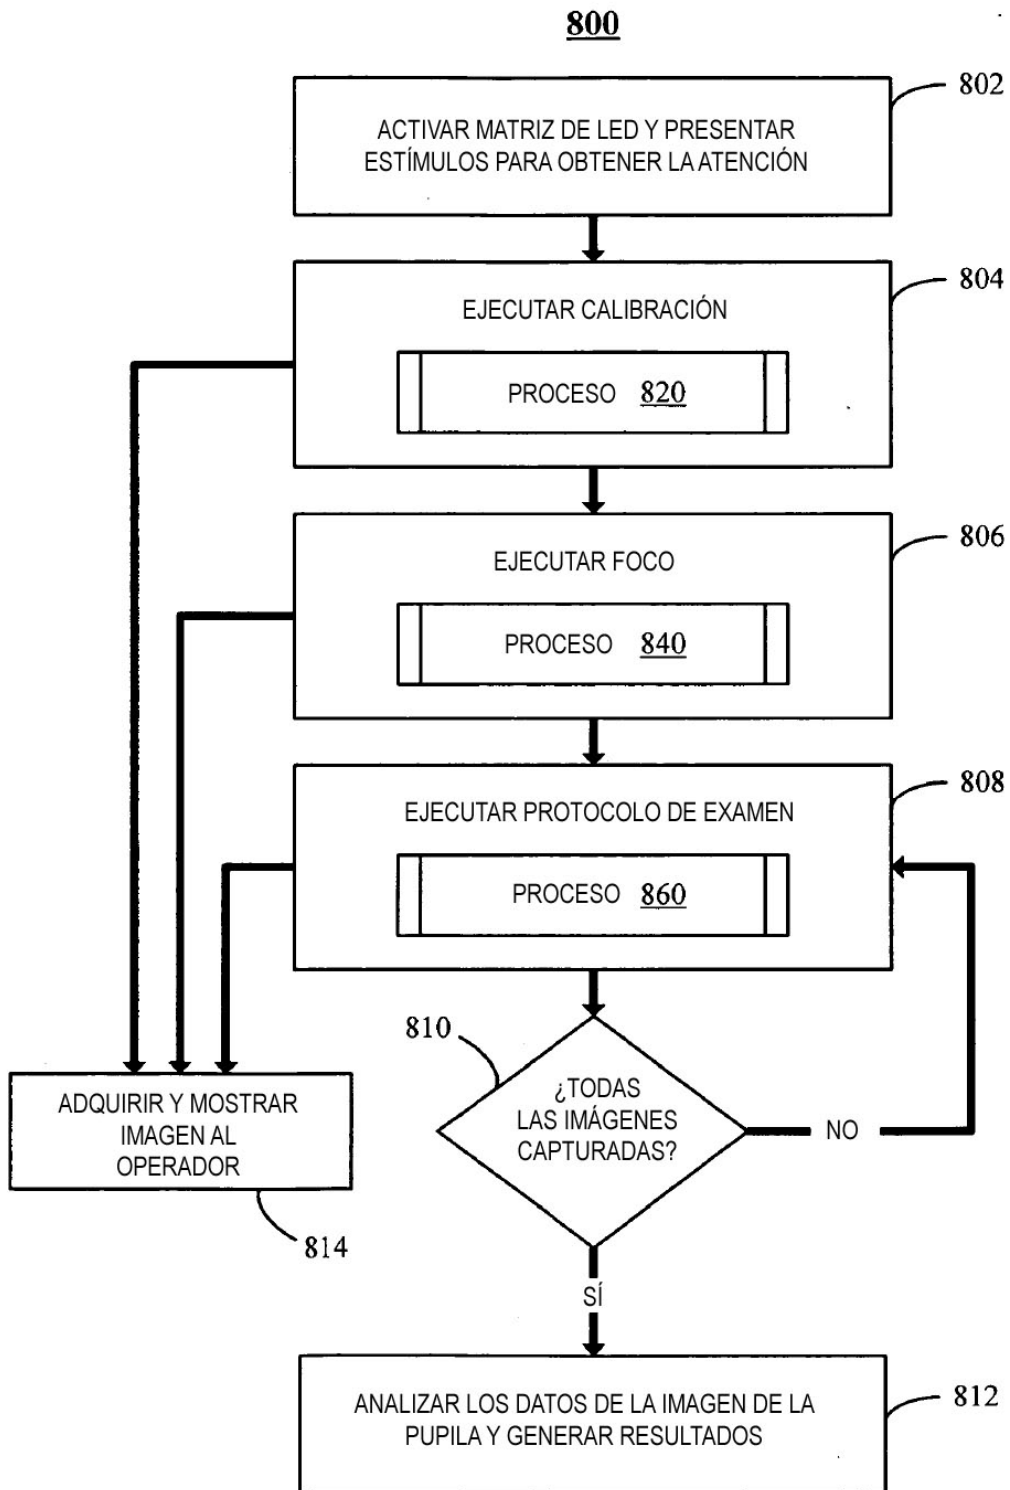 800
802
ACTIVAR MATRIZ DE LED Y PRESENTAR
ESTÍMULOS PARA OBTENER LA ATENCIÓN
804
EJECUTAR CALIBRACIÓN
PROCESO 820
806
EJECUTAR FOCO
PROCESO 840
808
EJECUTAR PROTOCOLO DE EXAMEN
PROCESO 860
810
¿TODAS
LAS IMÁGENES
CAPTURADAS?
NO
ADQUIRIR Y MOSTRAR
IMAGEN AL
OPERADOR
814
SÍ
812
ANALIZAR LOS DATOS DE LA IMAGEN DE LA
PUPILA Y GENERAR RESULTADOS